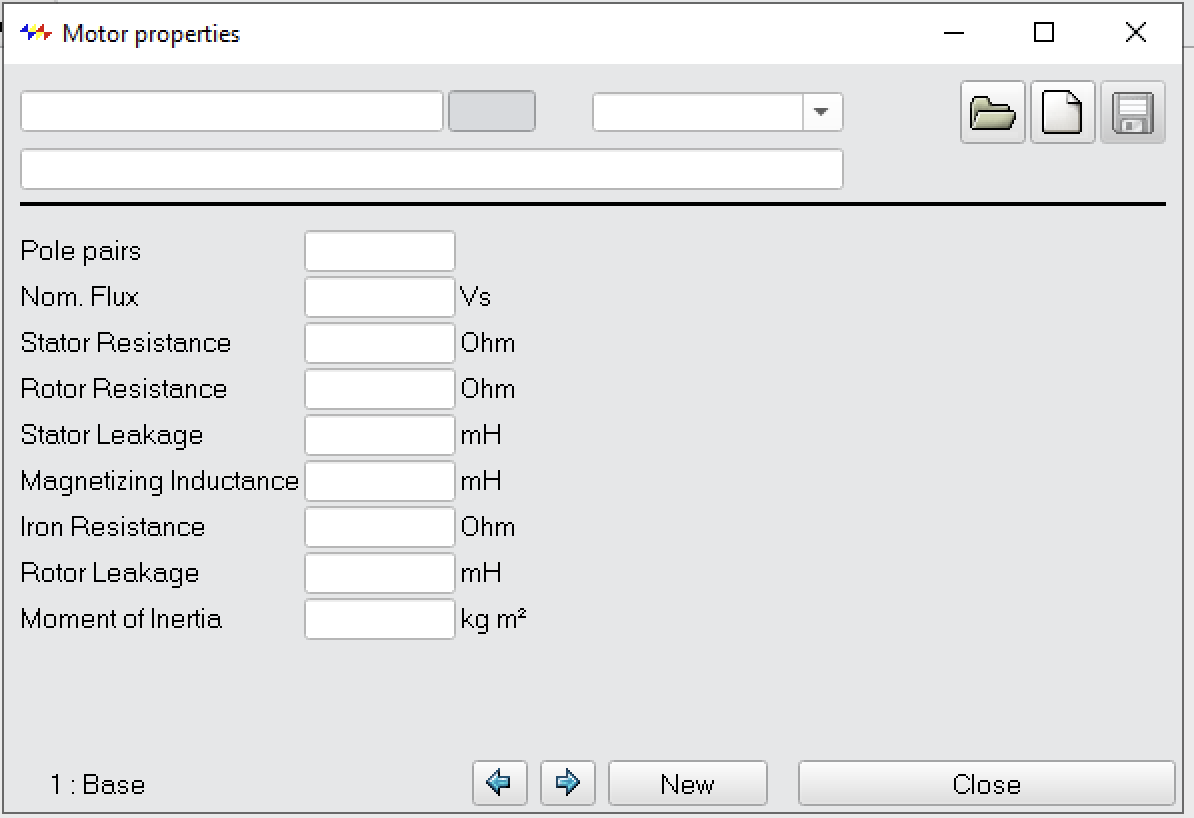 Motor properties
Pole pairs
Nom. Flux Vs
Stator Resistance Ohm
Rotor Resistance Ohm
Stator Leakage mH
Magnetizing Inductance mH
Iron Resistance Ohm
Rotor Leakage mH
Moment of Inertia kg m²
1 : Base New Close